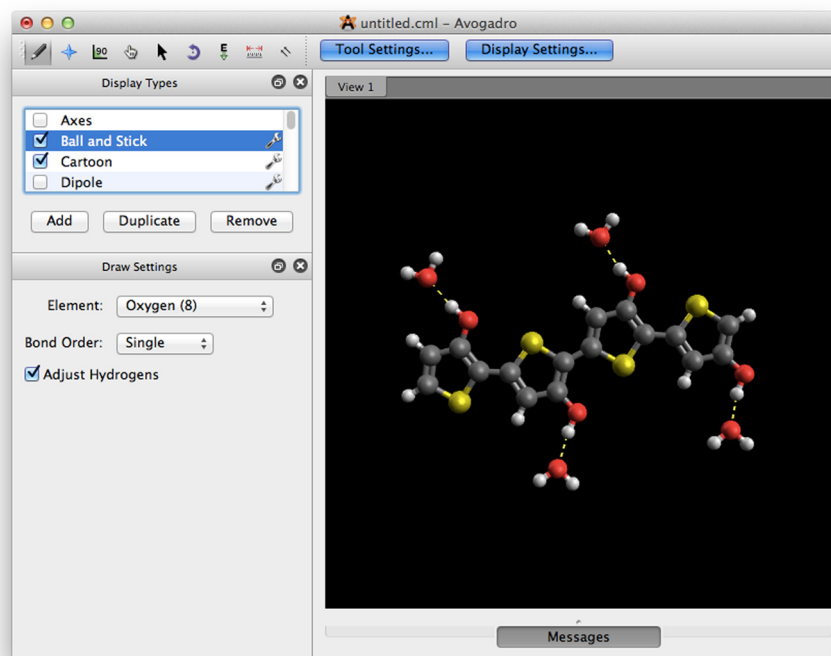 untitled.cml – Avogadro
90
E
Tool Settings...
Display Settings...
Display Types
View 1
Axes
Ball and Stick
Cartoon
Dipole
Add
Duplicate
Remove
Draw Settings
Element:
Oxygen (8)
Bond Order:
Single
Adjust Hydrogens
Messages